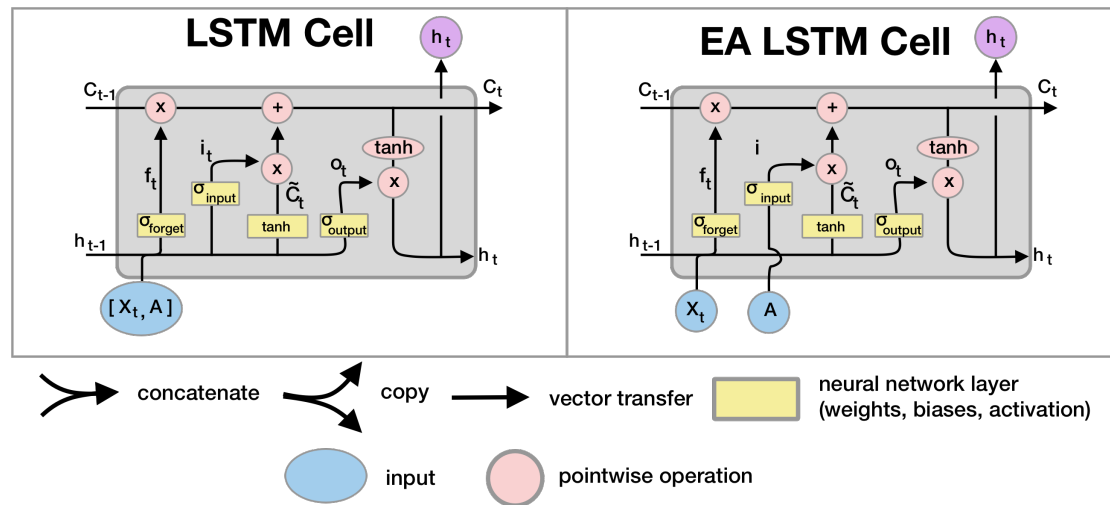 LSTM Cell
h t
C t-1
C t
x
+
i t
tanh
f t
x
o t
x
σ input
C̃ t
σ forget
tanh
σ output
h t-1
h t
[ X t , A ]
EA LSTM Cell
h t
C t-1
C t
x
+
i
tanh
f t
x
o t
x
σ input
C̃ t
σ forget
tanh
σ output
h t-1
h t
X t
A
concatenate
copy
vector transfer
neural network layer
(weights, biases, activation)
input
pointwise operation